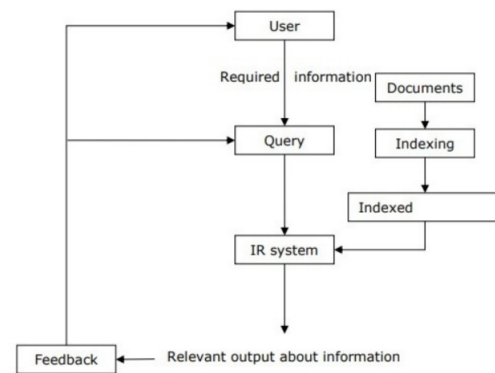 User
Required information
Documents
Query
Indexing
Indexed
IR system
Feedback
Relevant output about information